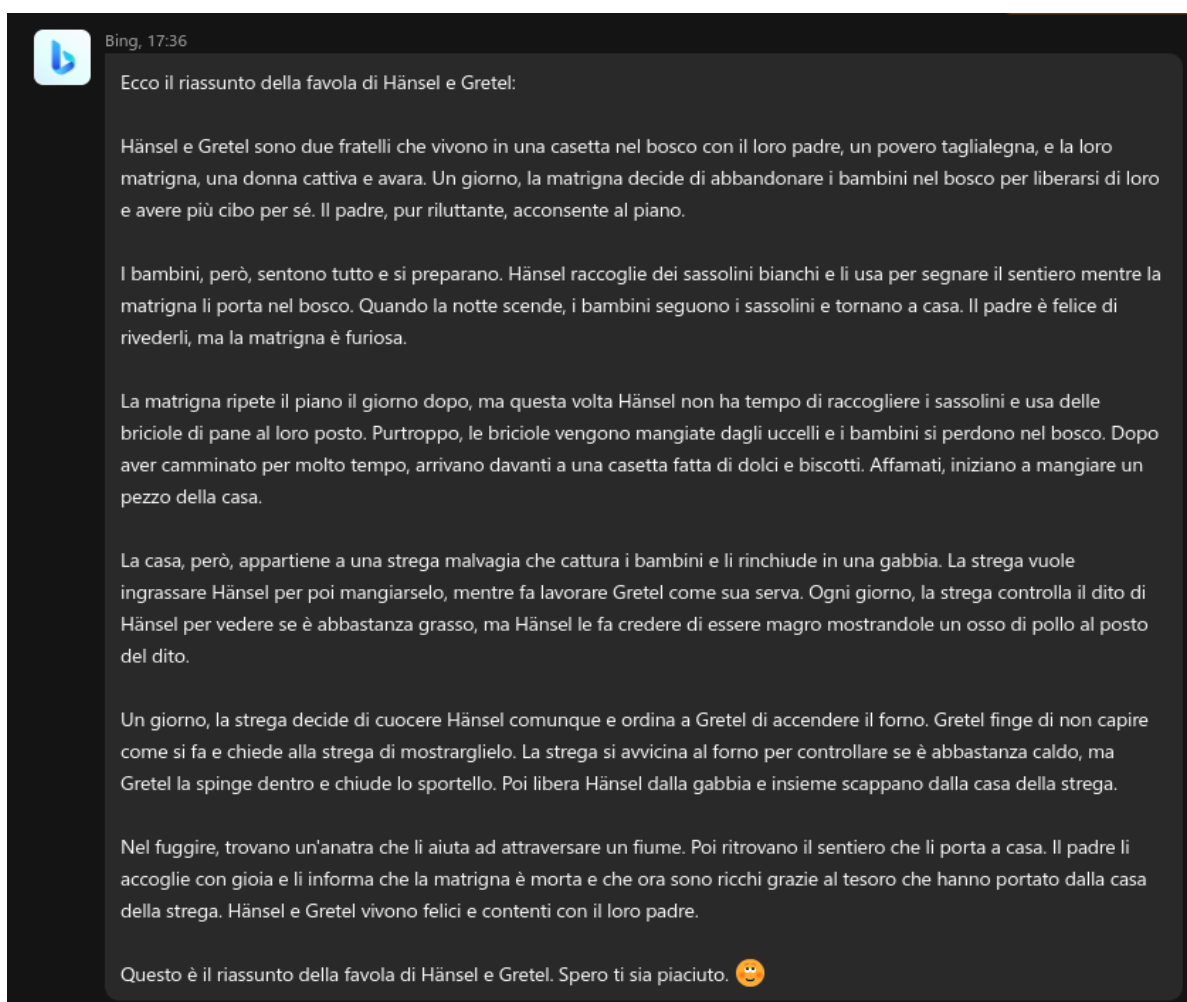 Bing, 17:36
Ecco il riassunto della favola di Hänsel e Gretel:
Hänsel e Gretel sono due fratelli che vivono in una casetta nel bosco con il loro padre, un povero taglialegna, e la loro
matrigna, una donna cattiva e avara. Un giorno, la matrigna decide di abbandonare i bambini nel bosco per liberarsi di loro
e avere più cibo per sé. Il padre, pur riluttante, acconsente al piano.
I bambini, però, sentono tutto e si preparano. Hänsel raccoglie dei sassolini bianchi e li usa per segnare il sentiero mentre la
matrigna li porta nel bosco. Quando la notte scende, i bambini seguono i sassolini e tornano a casa. Il padre è felice di
rivederli, ma la matrigna è furiosa.
La matrigna ripete il piano il giorno dopo, ma questa volta Hänsel non ha tempo di raccogliere i sassolini e usa delle
briciole di pane al loro posto. Purtroppo, le briciole vengono mangiate dagli uccelli e i bambini si perdono nel bosco. Dopo
aver camminato per molto tempo, arrivano davanti a una casetta fatta di dolci e biscotti. Affamati, iniziano a mangiare un
pezzo della casa.
La casa, però, appartiene a una strega malvagia che cattura i bambini e li rinchiude in una gabbia. La strega vuole
ingrassare Hänsel per poi mangiarselo, mentre fa lavorare Gretel come sua serva. Ogni giorno, la strega controlla il dito di
Hänsel per vedere se è abbastanza grasso, ma Hänsel le fa credere di essere magro mostrandole un osso di pollo al posto
del dito.
Un giorno, la strega decide di cuocere Hänsel comunque e ordina a Gretel di accendere il forno. Gretel finge di non capire
come si fa e chiede alla strega di mostrarglielo. La strega si avvicina al forno per controllare se è abbastanza caldo, ma
Gretel la spinge dentro e chiude lo sportello. Poi libera Hänsel dalla gabbia e insieme scappano dalla casa della strega.
Nel fuggire, trovano un'anatra che li aiuta ad attraversare un fiume. Poi ritrovano il sentiero che li porta a casa. Il padre li
accoglie con gioia e li informa che la matrigna è morta e che ora sono ricchi grazie al tesoro che hanno portato dalla casa
della strega. Hänsel e Gretel vivono felici e contenti con il loro padre.
Questo è il riassunto della favola di Hänsel e Gretel. Spero ti sia piaciuto. 😊